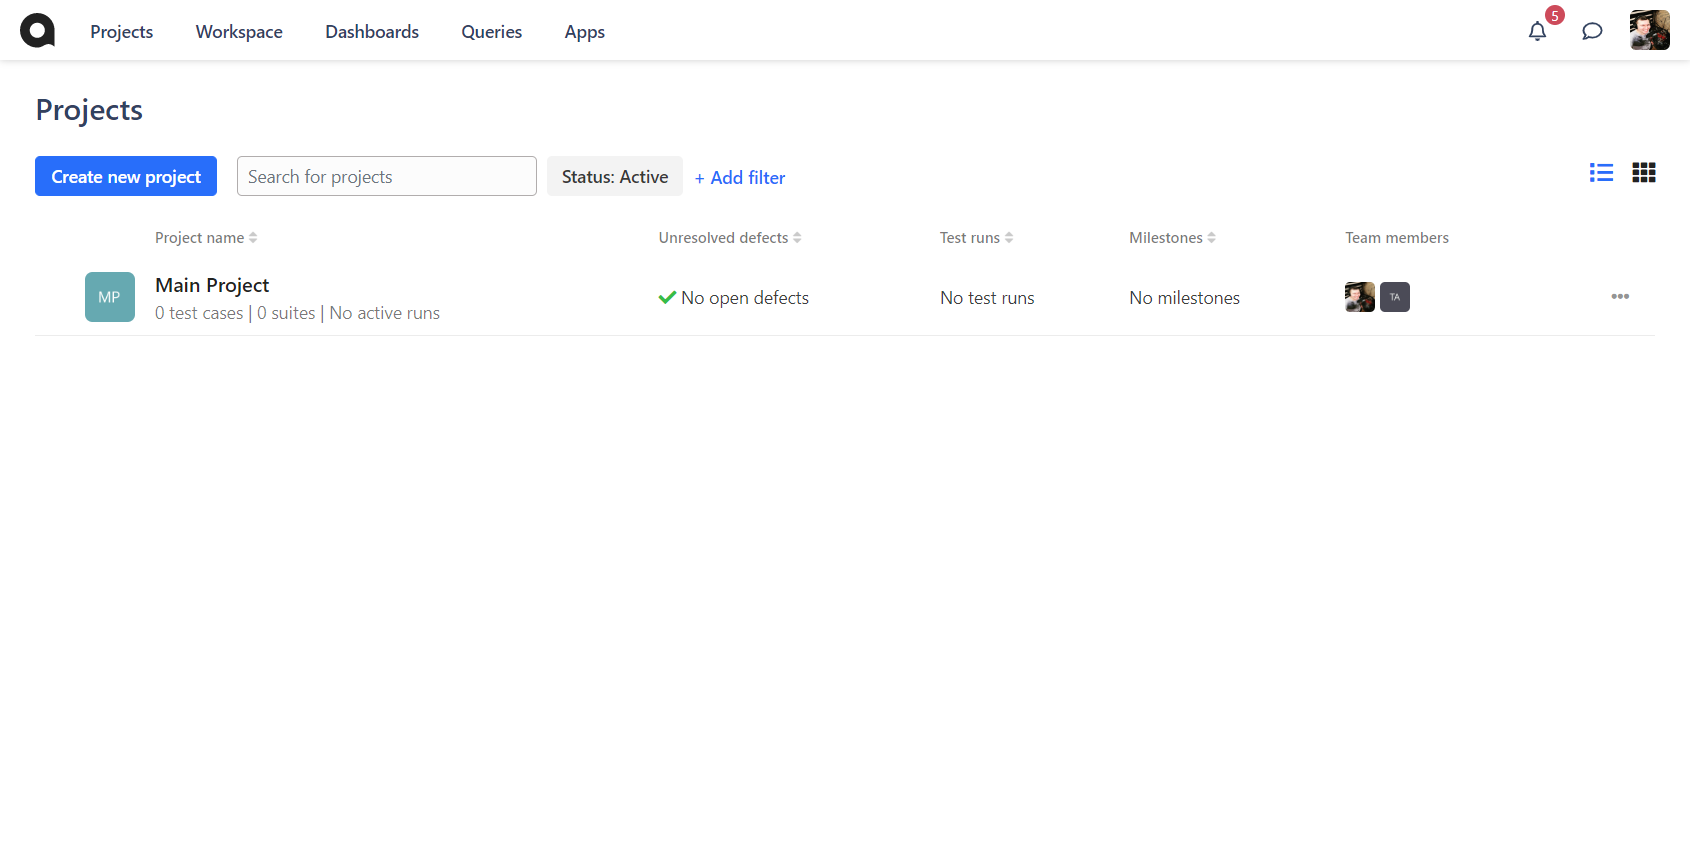 Projects
Workspace
Dashboards
Queries
Apps
5
Projects
Create new project
Search for projects
Status: Active
+ Add filter
Project name
Unresolved defects
Test runs
Milestones
Team members
MP
Main Project
0 test cases | 0 suites | No active runs
No open defects
No test runs
No milestones
TA